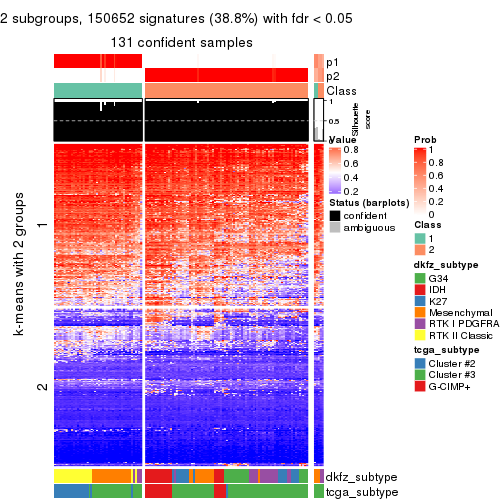 2 subgroups, 150652 signatures (38.8%) with fdr < 0.05
131 confident samples
p1
p2
Class
1
0.5
0
Silhouette
score
k-means with 2 groups
1
2
Value
0.8
0.6
0.4
0.2
Status (barplots)
confident
ambiguous
Prob
1
0.8
0.6
0.4
0.2
0
Class
1
2
dkfz_subtype
G34
IDH
K27
Mesenchymal
RTK I PDGFRA
RTK II Classic
tcga_subtype
Cluster #2
Cluster #3
G-CIMP+
dkfz_subtype
tcga_subtype